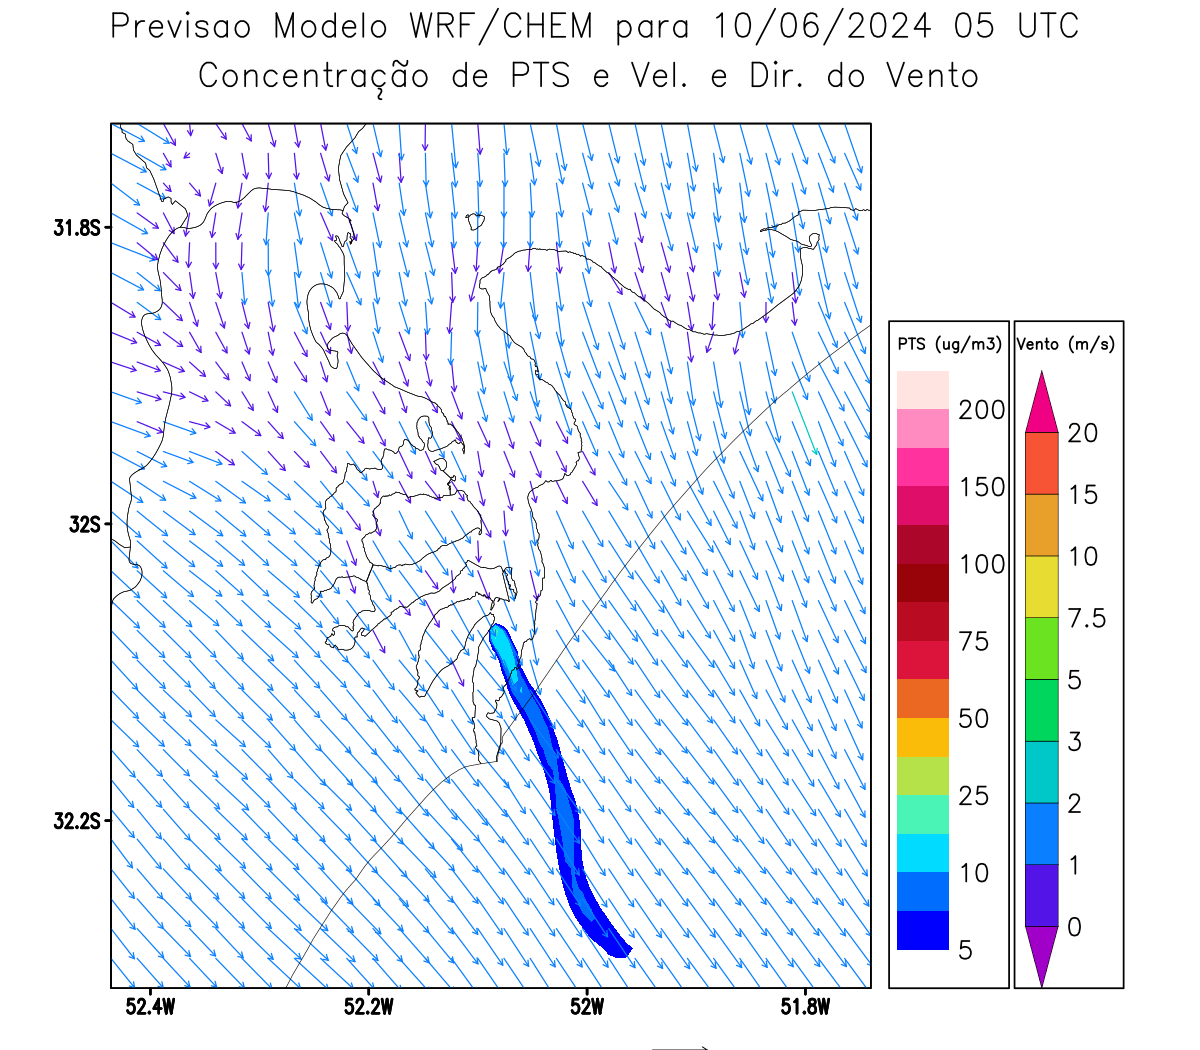 Previsao Modelo WRF/CHEM para 10/06/2024 05 UTC
Concentração de PTS e Vel. e Dir. do Vento
31.8S
32S
32.2S
52.4W
52.2W
52W
51.8W
PTS (ug/m3)
200
150
100
75
50
25
10
5
Vento (m/s)
20
15
10
7.5
5
3
2
1
0